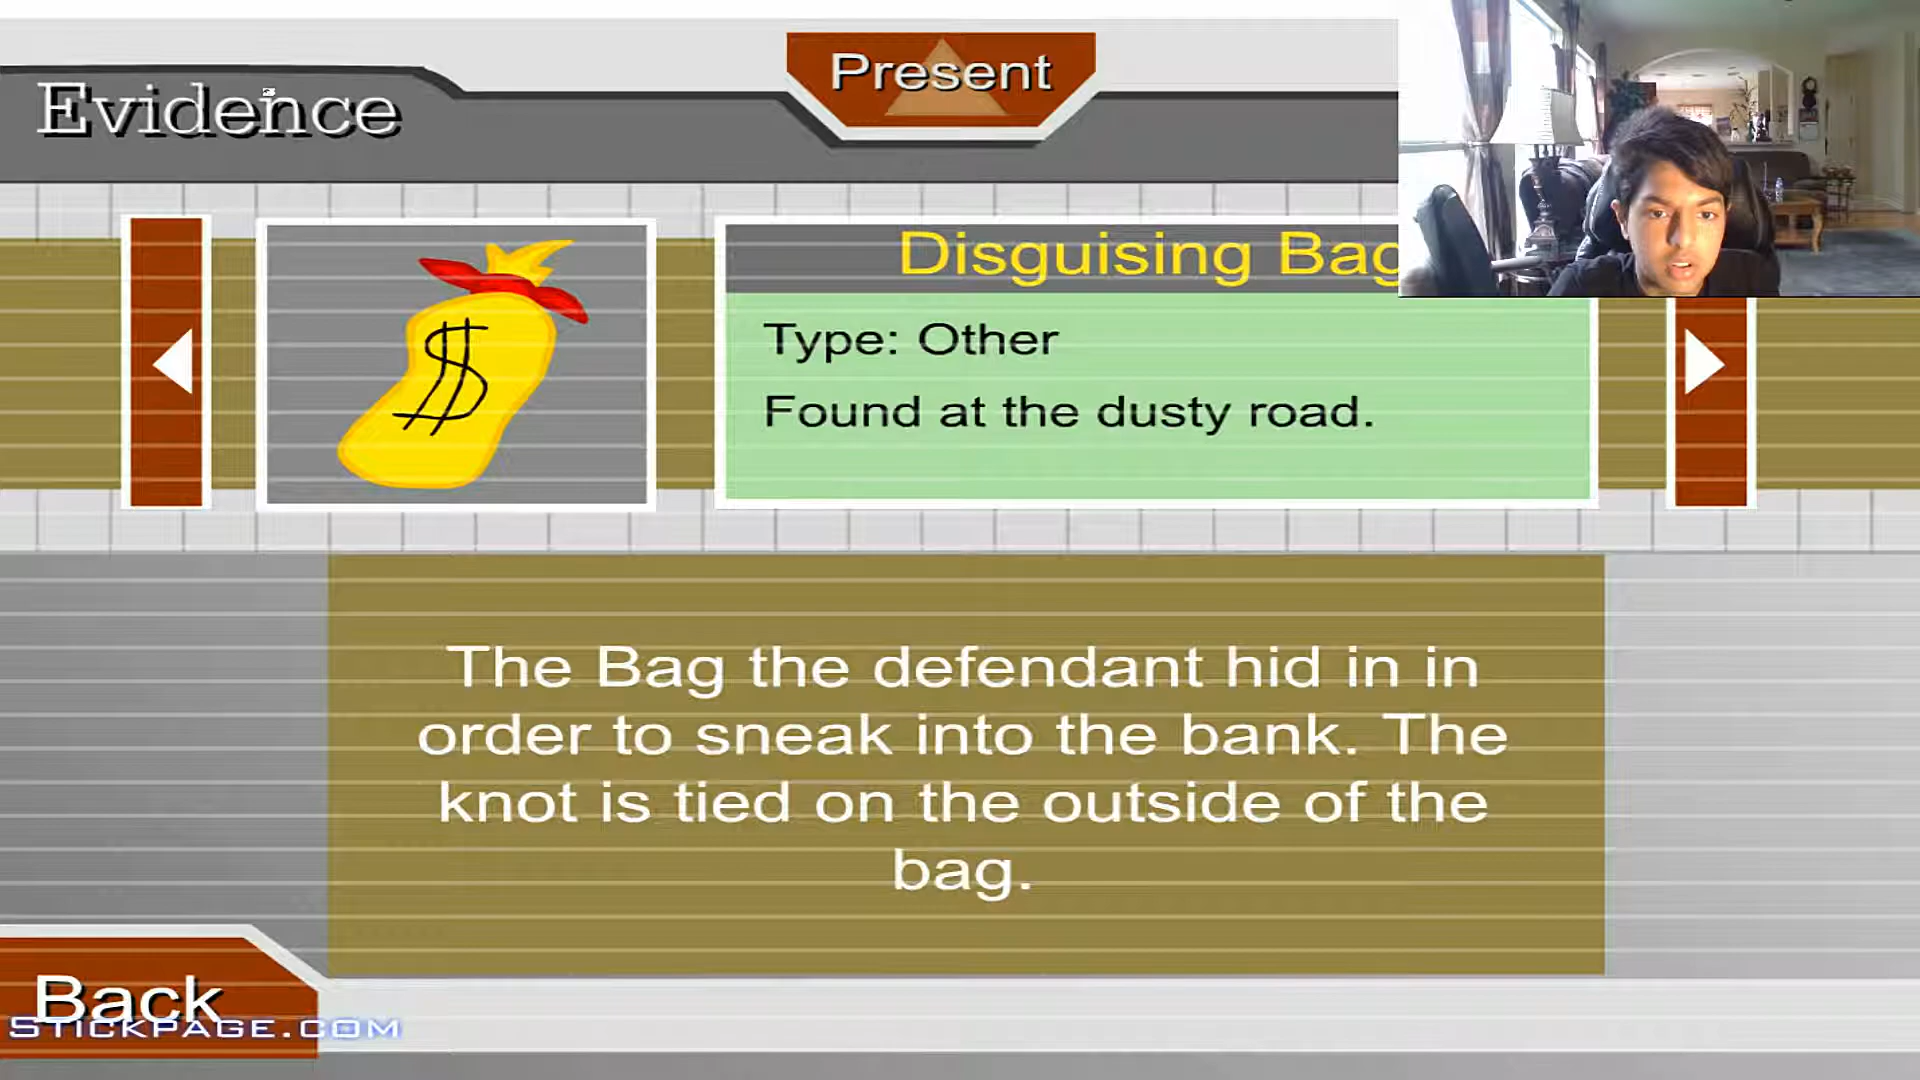 Present
Evidence
Disguising Bag
Type: Other
Found at the dusty road.
$
The Bag the defendant hid in in
order to sneak into the bank. The
knot is tied on the outside of the
bag.
Back
STICKPAGE.COM